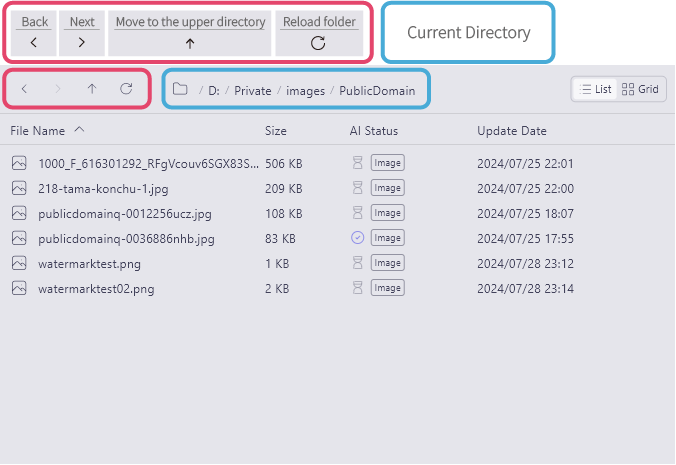 Back Next Move to the upper directory Reload folder
Current Directory
/ D: / Private / images / PublicDomain
List Grid
File Name Size AI Status Update Date
1000_F_616301292_RFgVcouv6SGX83S... 506 KB Image 2024/07/25 22:01
218-tama-konchu-1.jpg 209 KB Image 2024/07/25 22:00
publicdomainq-0012256ucz.jpg 108 KB Image 2024/07/25 18:07
publicdomainq-0036886nhb.jpg 83 KB Image 2024/07/25 17:55
watermarktest.png 1 KB Image 2024/07/28 23:12
watermarktest02.png 2 KB Image 2024/07/28 23:14